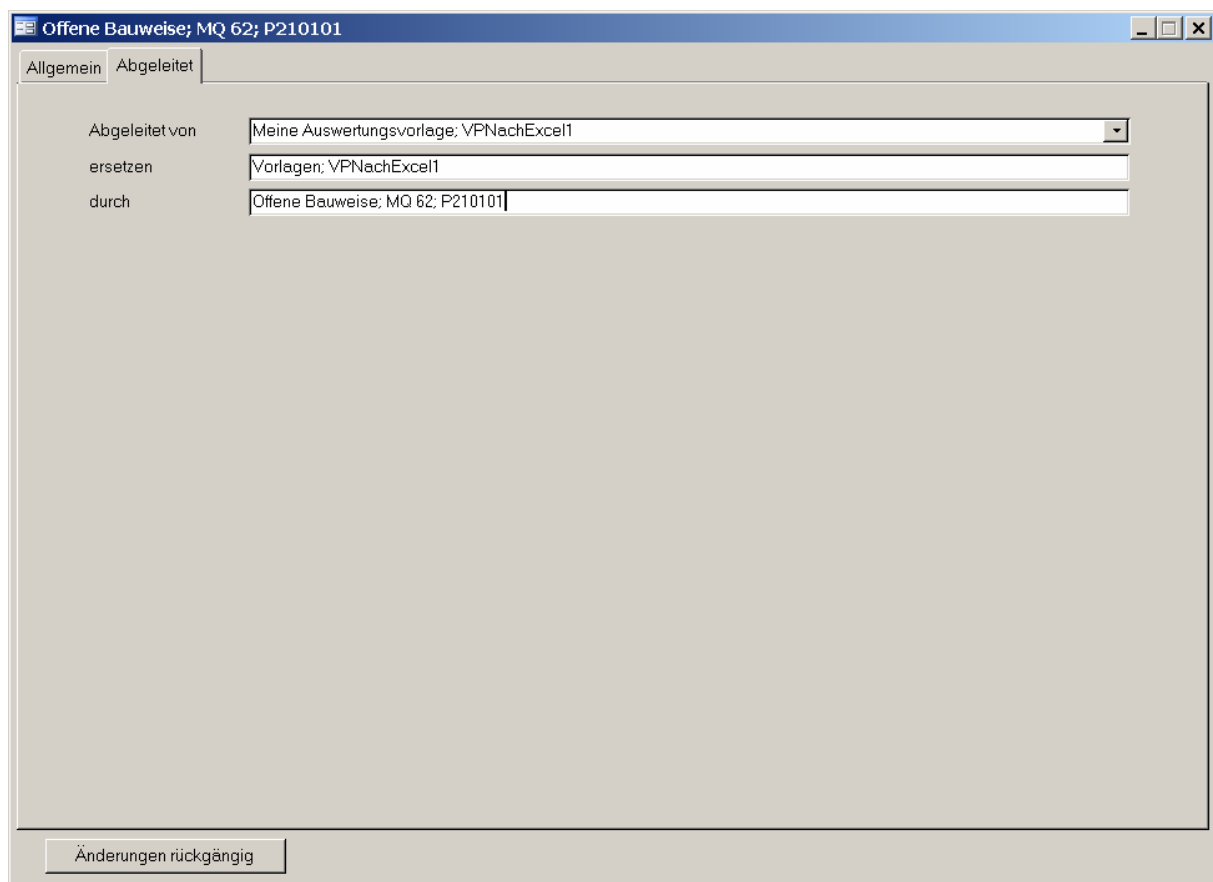 Offene Bauweise; MQ 62; P210101
Allgemein Abgeleitet
Abgeleitet von Meine Auswertungsvorlage; VPNachExcel1
ersetzen Vorlagen; VPNachExcel1
durch Offene Bauweise; MQ 62; P210101
Änderungen rückgängig